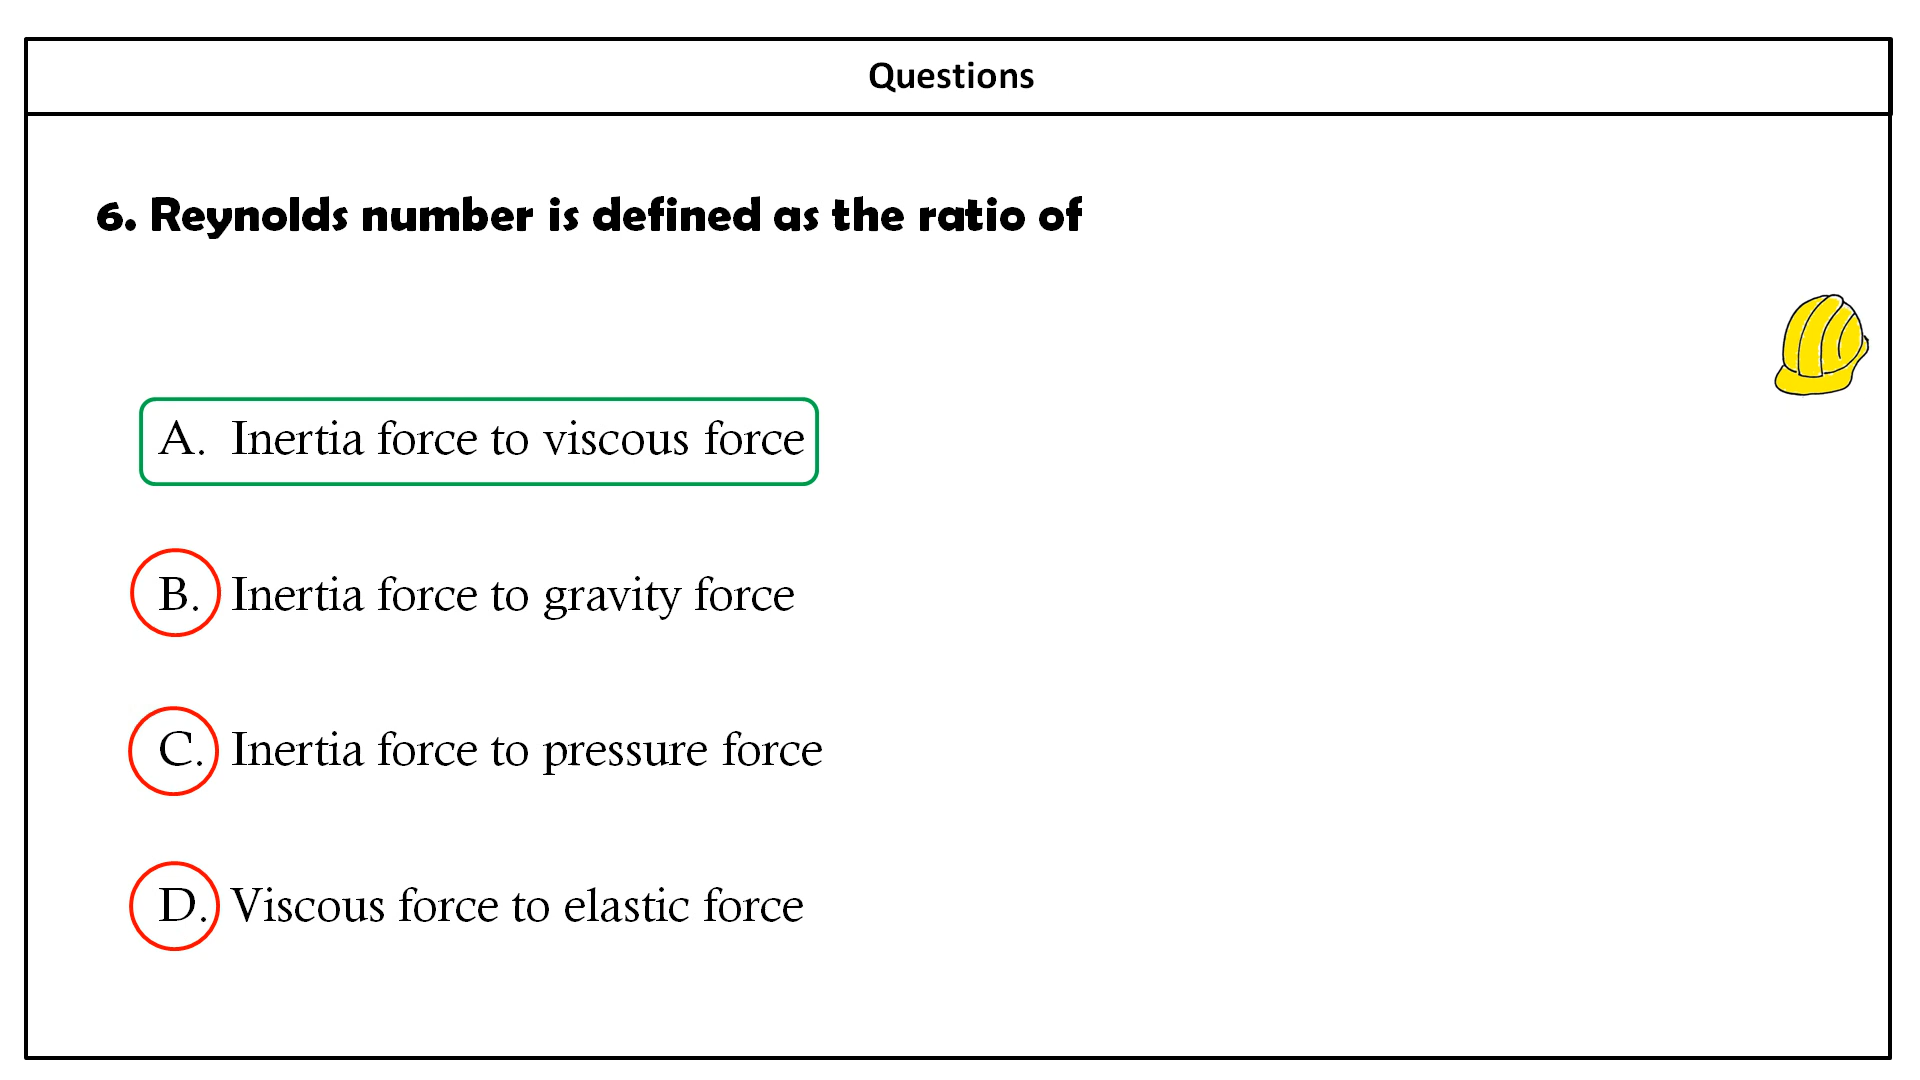 Questions
6. Reynolds number is defined as the ratio of
A. Inertia force to viscous force
B. Inertia force to gravity force
C. Inertia force to pressure force
D. Viscous force to elastic force